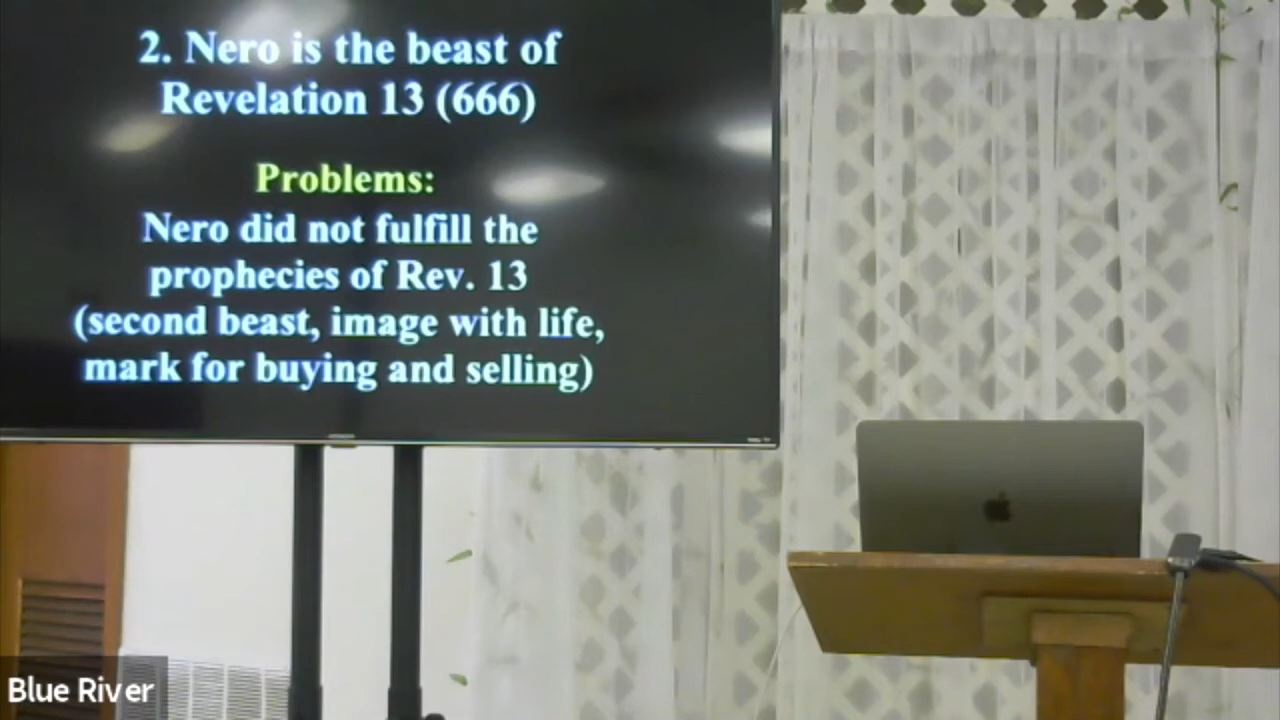 2. Nero is the beast of
Revelation 13 (666)
Problems:
Nero did not fulfill the
prophecies of Rev. 13
(second beast, image with life,
mark for buying and selling)
Blue River